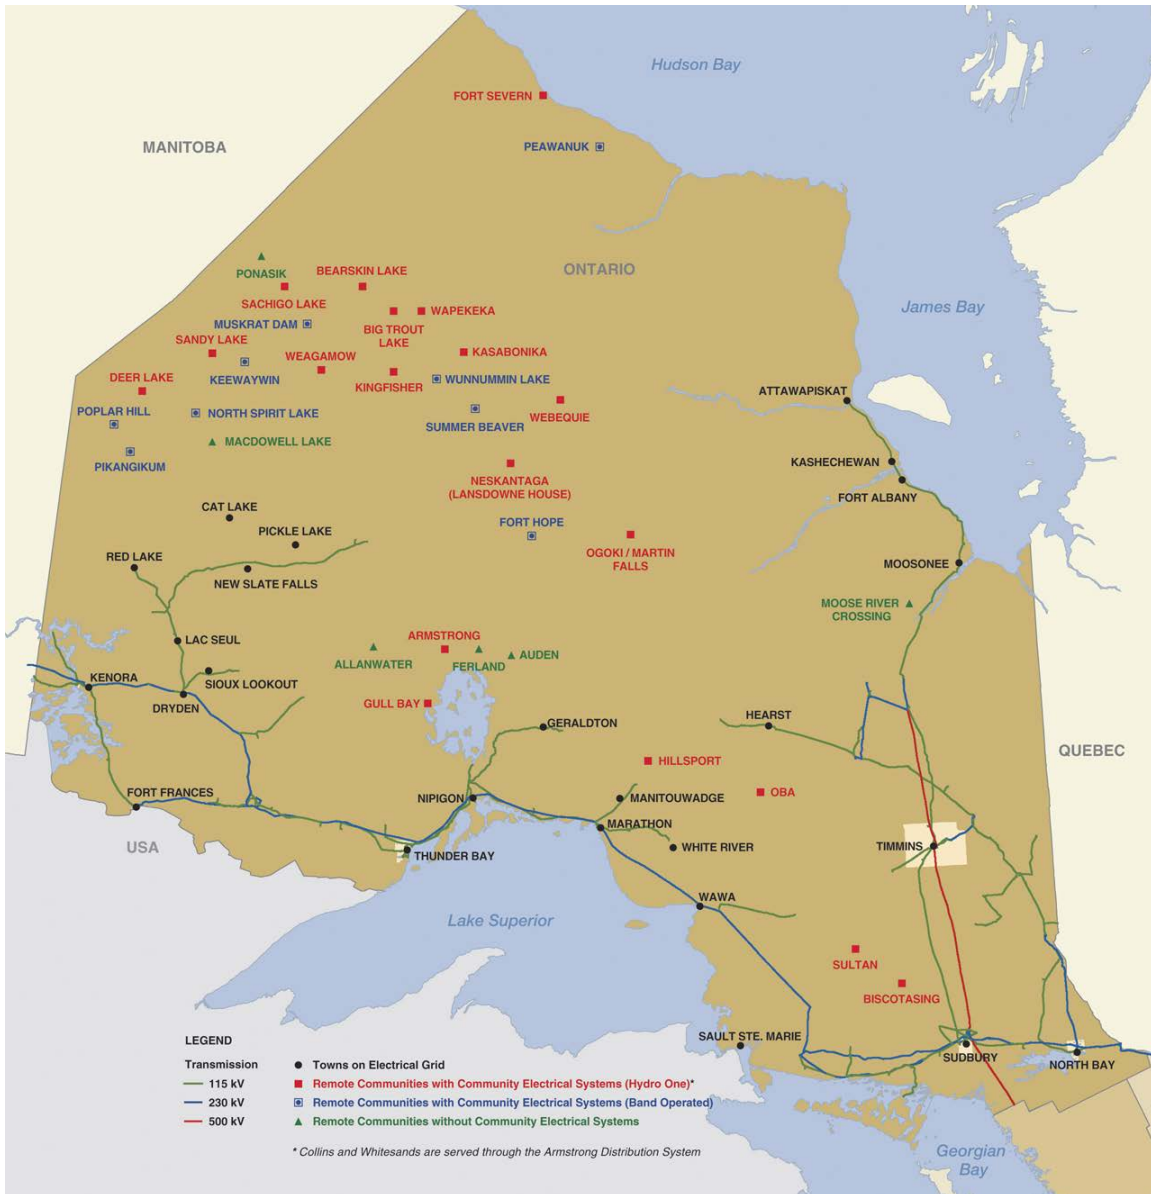 Hudson Bay
FORT SEVERN
MANITOBA
PEAWANUK
ONTARIO
PONASIK
BEARSKIN LAKE
SACHIGO LAKE
WAPEKEKA
James Bay
MUSKRAT DAM
BIG TROUT
LAKE
SANDY LAKE
WEAGAMOW
KASABONIKA
KEEWAYWIN
KINGFISHER
WUNNUMMIN LAKE
DEER LAKE
ATTAWAPISKAT
POPLAR HILL
NORTH SPIRIT LAKE
WEBEQUIE
SUMMER BEAVER
MACDOWELL LAKE
PIKANGIKUM
KASHECHEWAN
NESKANTAGA
(LANSDOWNE HOUSE)
FORT ALBANY
CAT LAKE
FORT HOPE
PICKLE LAKE
RED LAKE
OGOKI / MARTIN
FALLS
MOOSONEE
NEW SLATE FALLS
MOOSE RIVER
CROSSING
LAC SEUL
ARMSTRONG
ALLANWATER
FERLAND
AUDEN
KENORA
SIOUX LOOKOUT
DRYDEN
GULL BAY
GERALDTON
HEARST
QUEBEC
HILLSPORT
OBA
FORT FRANCES
NIPIGON
MANITOUWADGE
MARATHON
USA
THUNDER BAY
WHITE RIVER
TIMMINS
WAWA
Lake Superior
SULTAN
BISCOTASING
SAULT STE. MARIE
SUDBURY
NORTH BAY
LEGEND
Transmission
115 kV
230 kV
500 kV
Towns on Electrical Grid
Remote Communities with Community Electrical Systems (Hydro One)*
Remote Communities with Community Electrical Systems (Band Operated)
Remote Communities without Community Electrical Systems
* Collins and Whitesands are served through the Armstrong Distribution System
Georgian
Bay